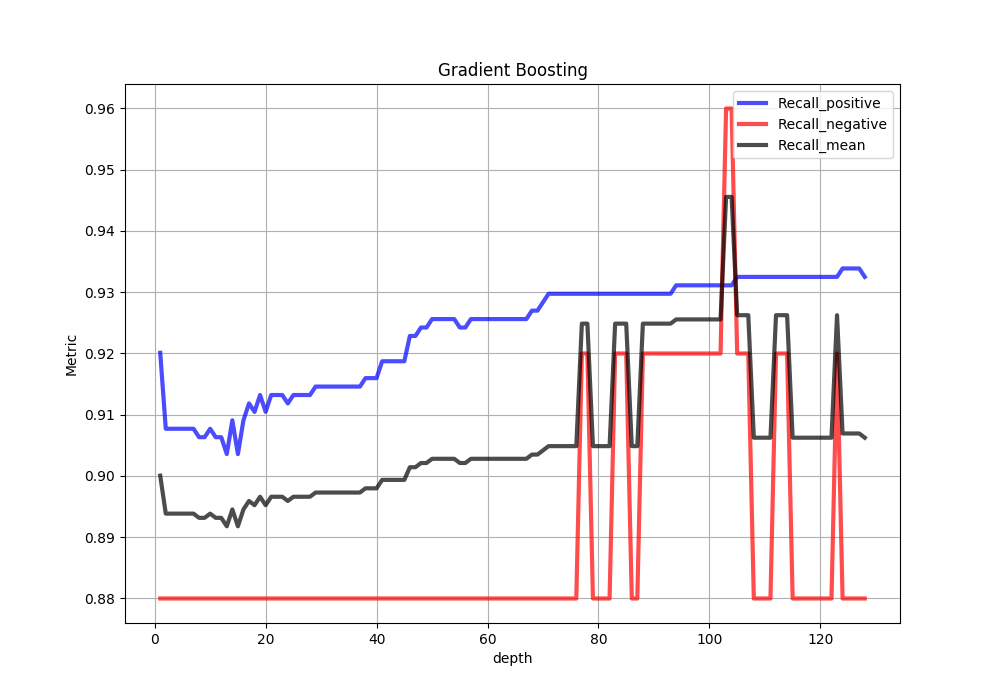 Gradient Boosting
Recall_positive
Recall_negative
Recall_mean
Metric
0.96
0.95
0.94
0.93
0.92
0.91
0.90
0.89
0.88
0 20 40 60 80 100 120
depth